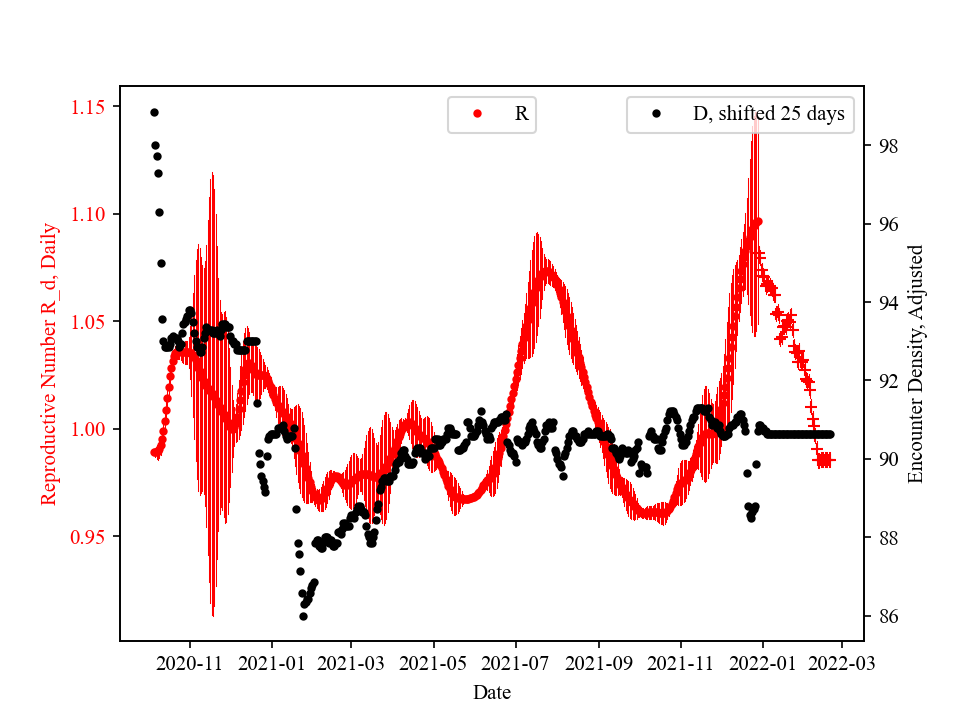 R
D, shifted 25 days
Reproductive Number R_d, Daily
1.15
1.10
1.05
1.00
0.95
98
96
94
92
90
88
86
Encounter Density, Adjusted
2020-11 2021-01 2021-03 2021-05 2021-07 2021-09 2021-11 2022-01 2022-03
Date